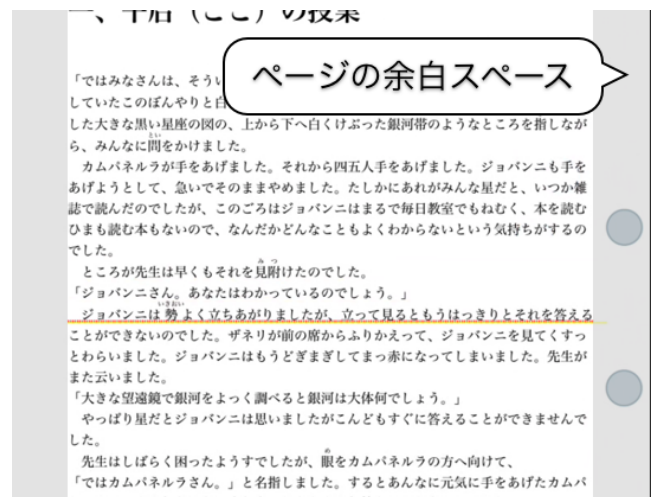 一、午后（ここ）の授業
ページの余白スペース
「ではみなさんは、そうい
していたこのぼんやりと白
した大きな黒い星座の図の、上から下へ白くけぶった銀河帯のようなところを指しなが
ら、みんなに問をかけました。
カムパネルラが手をあげました。それから四五人手をあげました。ジョバンニも手を
あげようとして、急いでそのままやめました。たしかにあれがみんな星だと、いつか雑
誌で読んだのでしたが、このごろはジョバンニはまるで毎日教室でもねむく、本を読む
ひまも読む本もないので、なんだかどんなこともよくわからないという気持ちがするの
でした。
ところが先生は早くもそれを見附けたのでした。
「ジョバンニさん。あなたはわかっているのでしょう。」
ジョバンニは勢よく立ちあがりましたが、立って見るともうはっきりとそれを答える
ことができないのでした。ザネリが前の席からふりかえって、ジョバンニを見てくすっ
とわらいました。ジョバンニはもうどぎまぎしてまっ赤になってしまいました。先生が
また云いました。
「大きな望遠鏡で銀河をよっく調べると銀河は大体何でしょう。」
やっぱり星だとジョバンニは思いましたがこんどもすぐに答えることができませんで
した。
先生はしばらく困ったようすでしたが、眼をカムパネルラの方へ向けて、
「ではカムパネルラさん。」と名指しました。するとあんなに元気に手をあげたカムパ